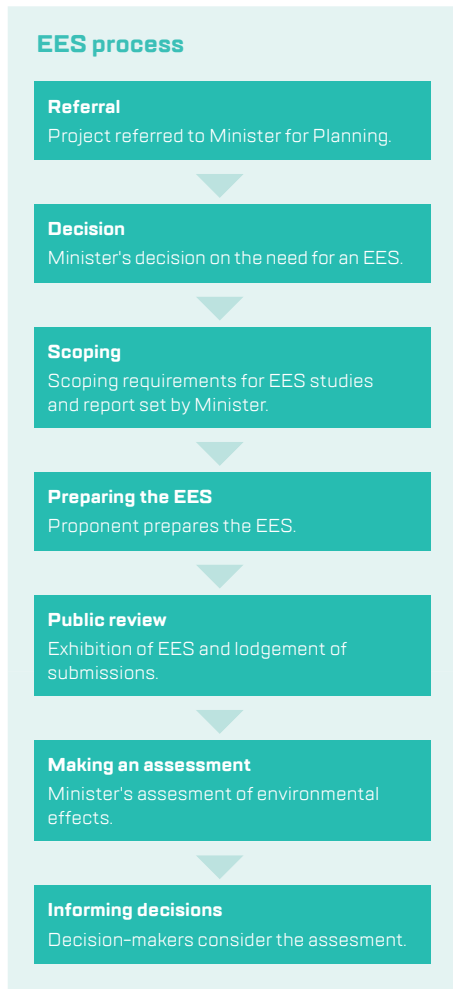 EES process
Referral
Project referred to Minister for Planning.
Decision
Minister's decision on the need for an EES.
Scoping
Scoping requirements for EES studies
and report set by Minister.
Preparing the EES
Proponent prepares the EES.
Public review
Exhibition of EES and lodgement of
submissions.
Making an assessment
Minister's assesment of environmental
effects.
Informing decisions
Decision-makers consider the assesment.